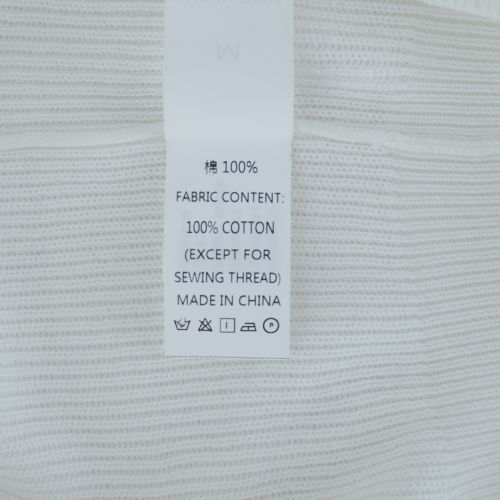 M
棉 100%
FABRIC CONTENT:
100% COTTON
(EXCEPT FOR
SEWING THREAD)
MADE IN CHINA
P